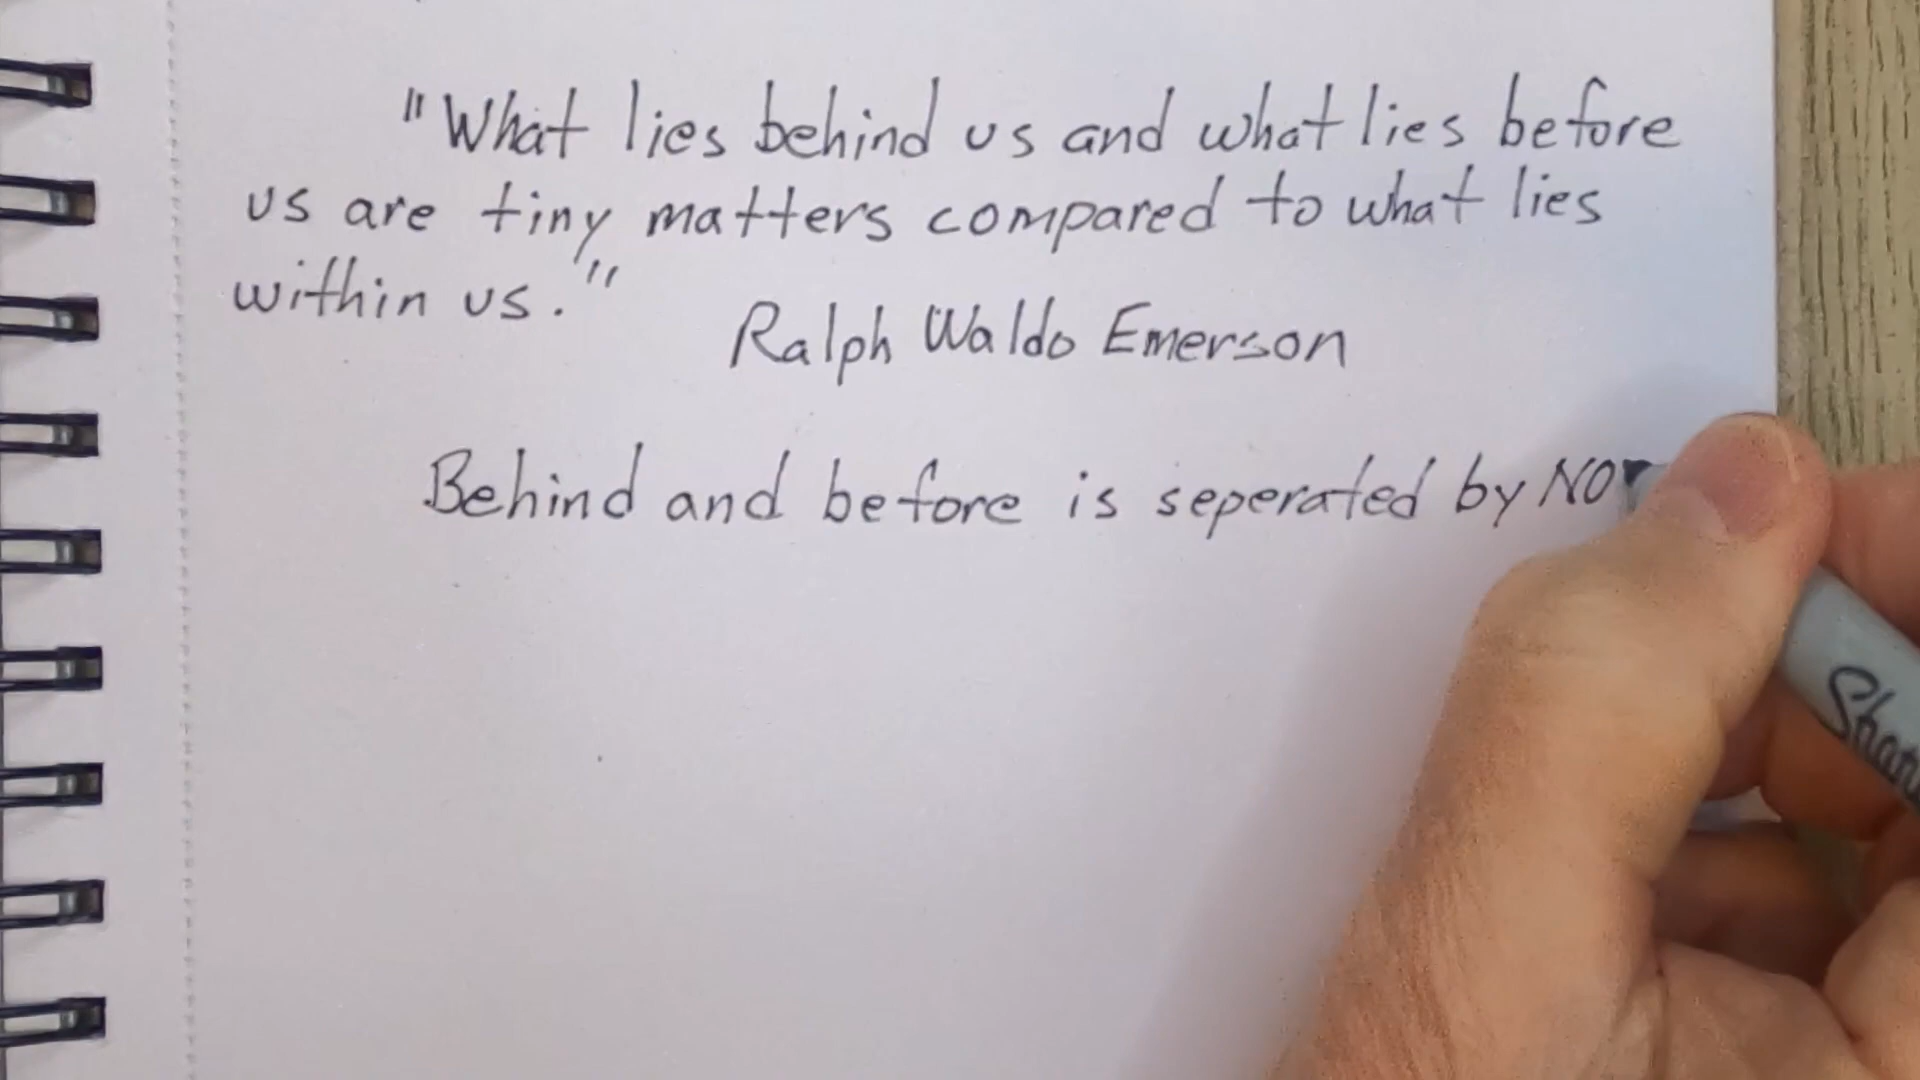 "What lies behind us and what lies before
us are tiny matters compared to what lies
within us."
Ralph Waldo Emerson
Behind and before is seperated by NO
Shar